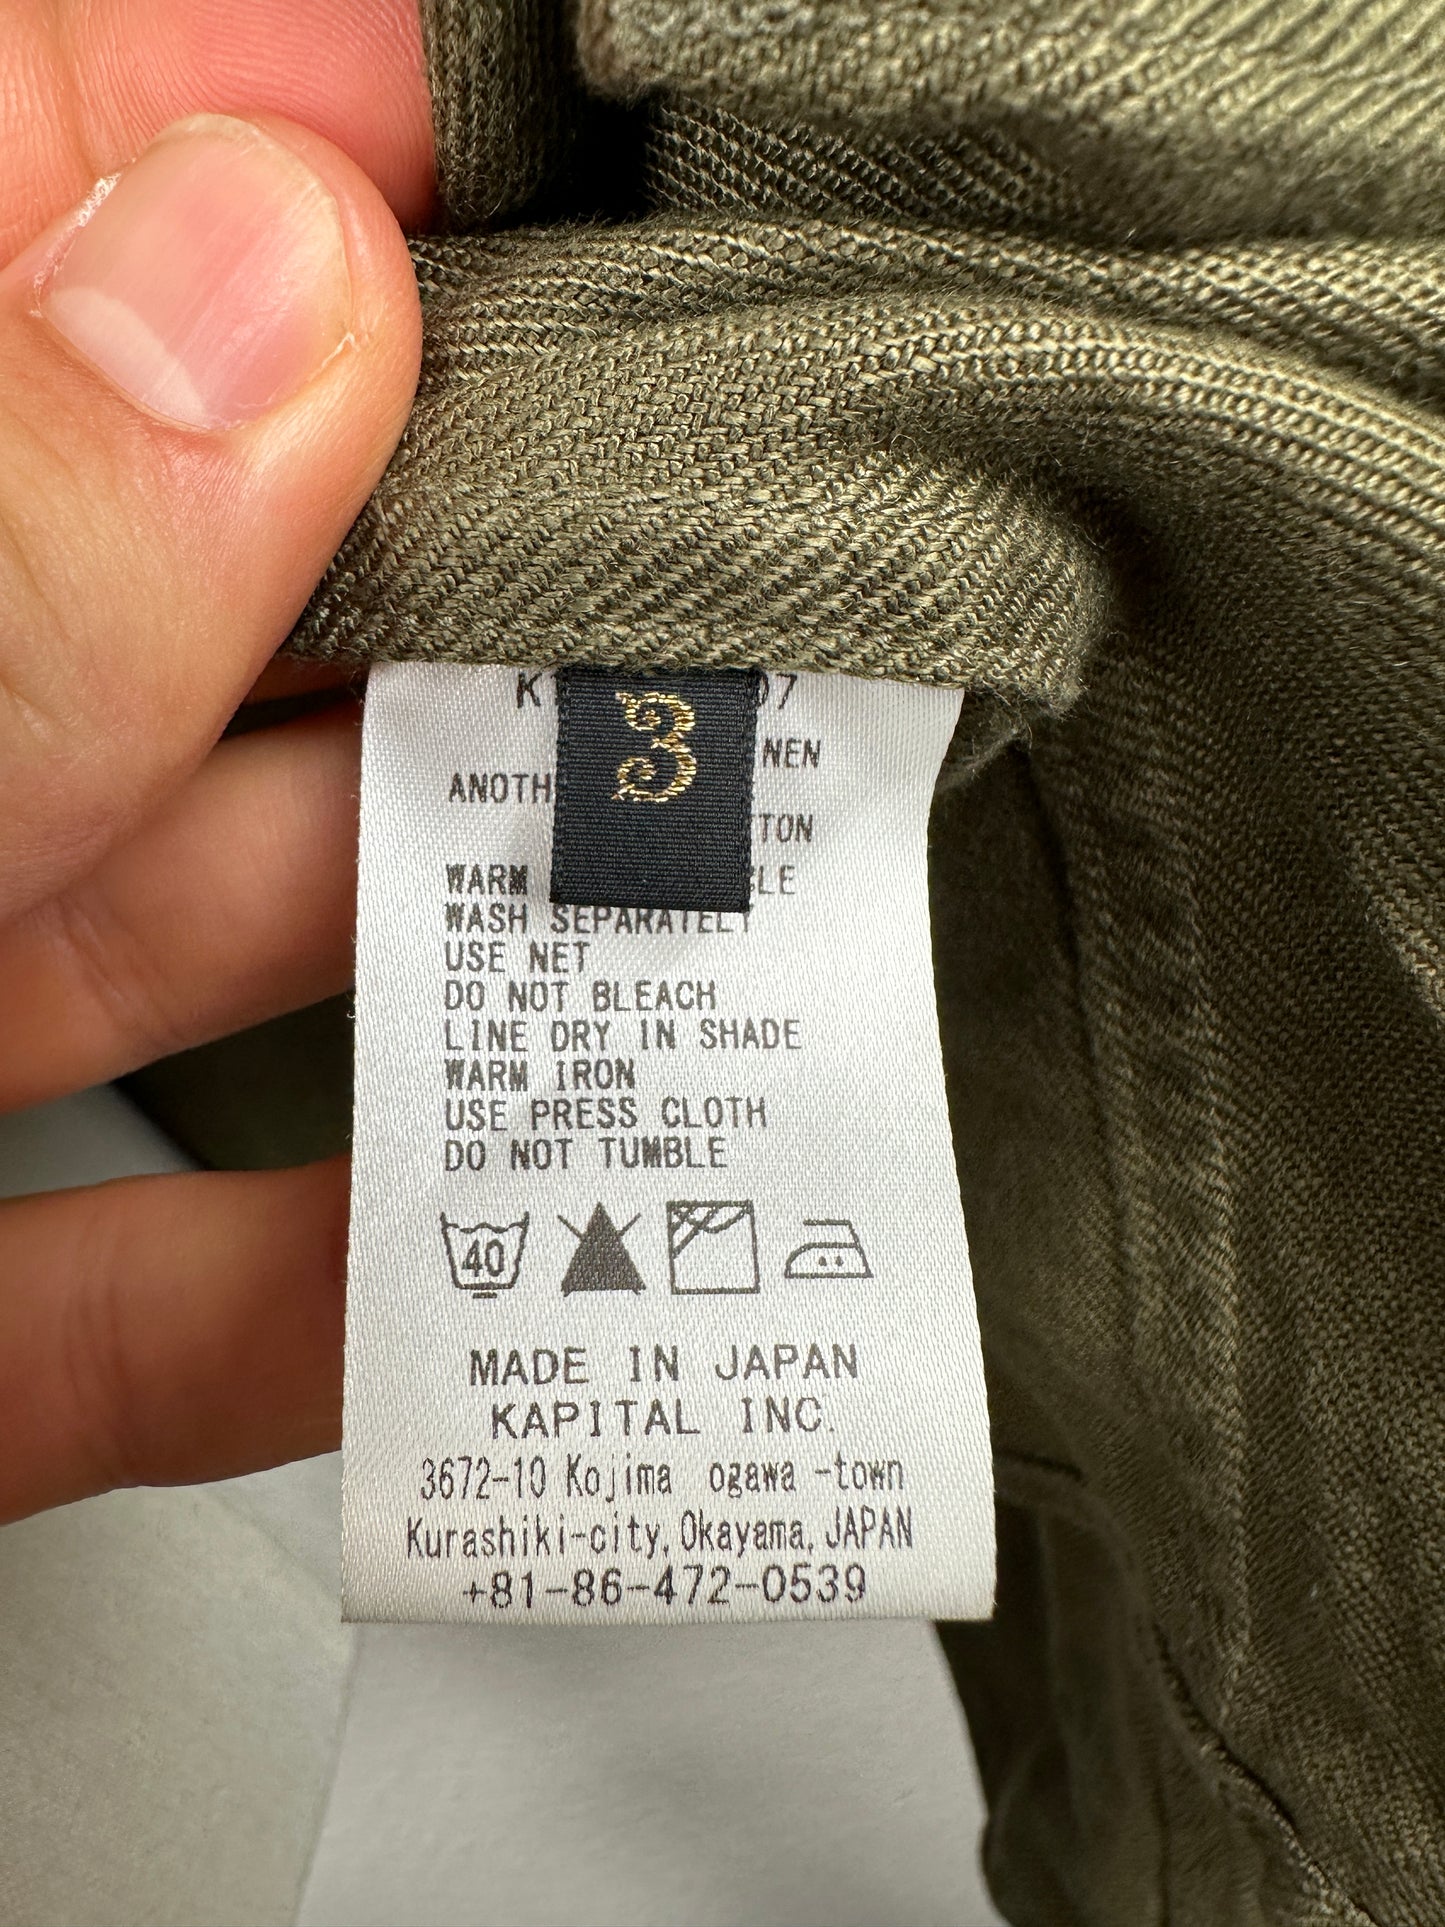 3
WARM
WASH SEPARATELY
USE NET
DO NOT BLEACH
LINE DRY IN SHADE
WARM IRON
USE PRESS CLOTH
DO NOT TUMBLE
40
MADE IN JAPAN
KAPITAL INC.
3672-10 Kojima ogawa -town
Kurashiki-city, Okayama, JAPAN
+81-86-472-0539